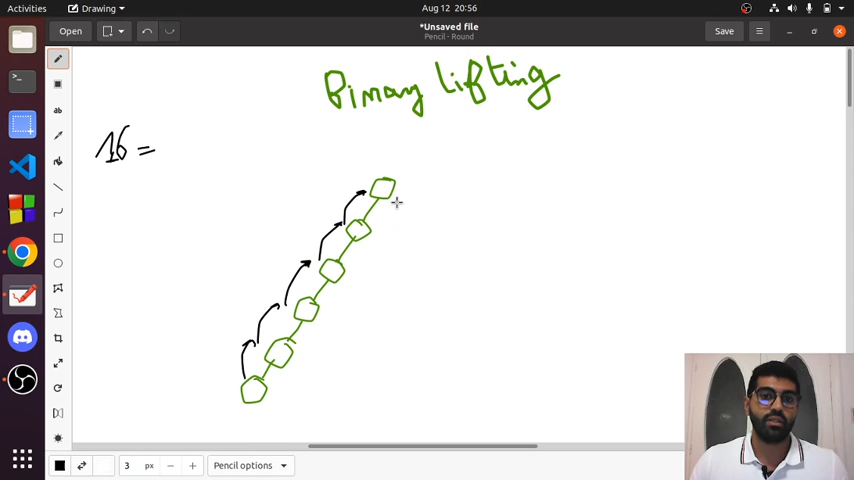 Activities
Drawing
Aug 12 20:56
Open
*Unsaved file
Pencil - Round
Save
Binary lifting
16 =
3 px
Pencil options